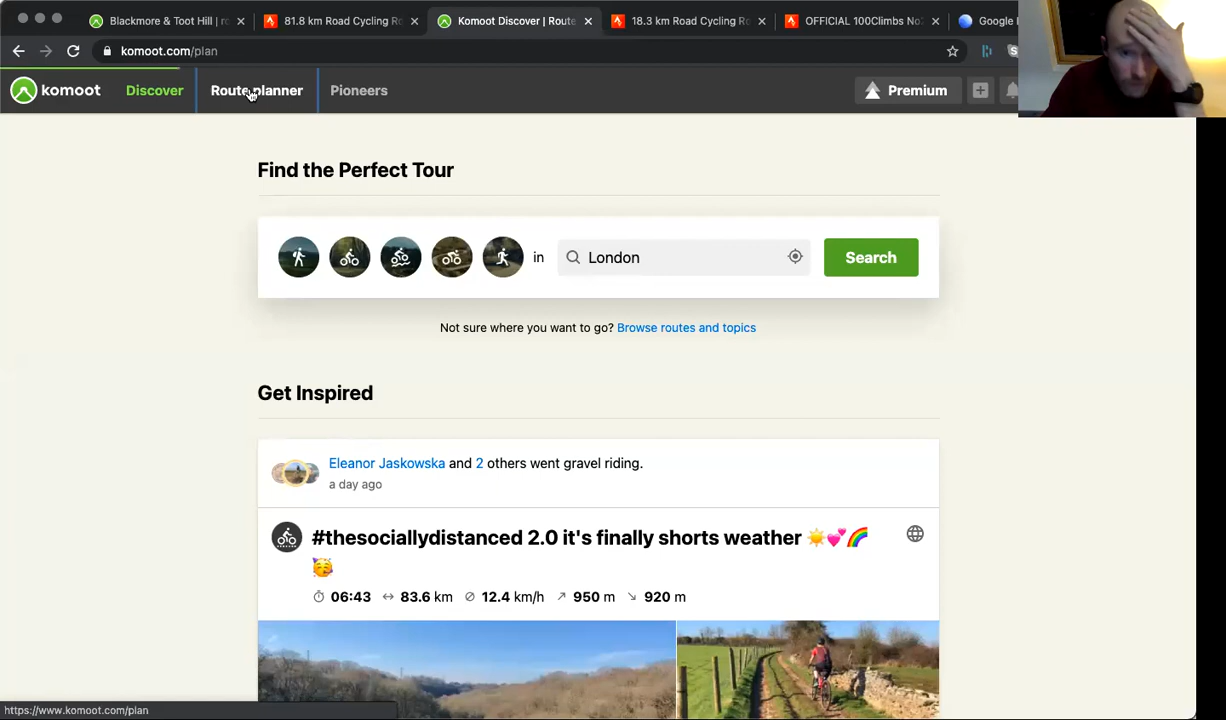 Blackmore & Toot Hill | ro
81.8 km Road Cycling Ro
Komoot Discover | Route
18.3 km Road Cycling Ro
OFFICIAL 100Climbs No
Google
komoot.com/plan
komoot
Discover
Routeplanner
Pioneers
Premium
Find the Perfect Tour
in
London
Search
Not sure where you want to go? Browse routes and topics
Get Inspired
Eleanor Jaskowska and 2 others went gravel riding.
a day ago
#thesociallydistanced 2.0 it's finally shorts weather ☀️💕🌈
🥳
06:43 ↔ 83.6 km ⊘ 12.4 km/h ↗ 950 m ↘ 920 m
https://www.komoot.com/plan